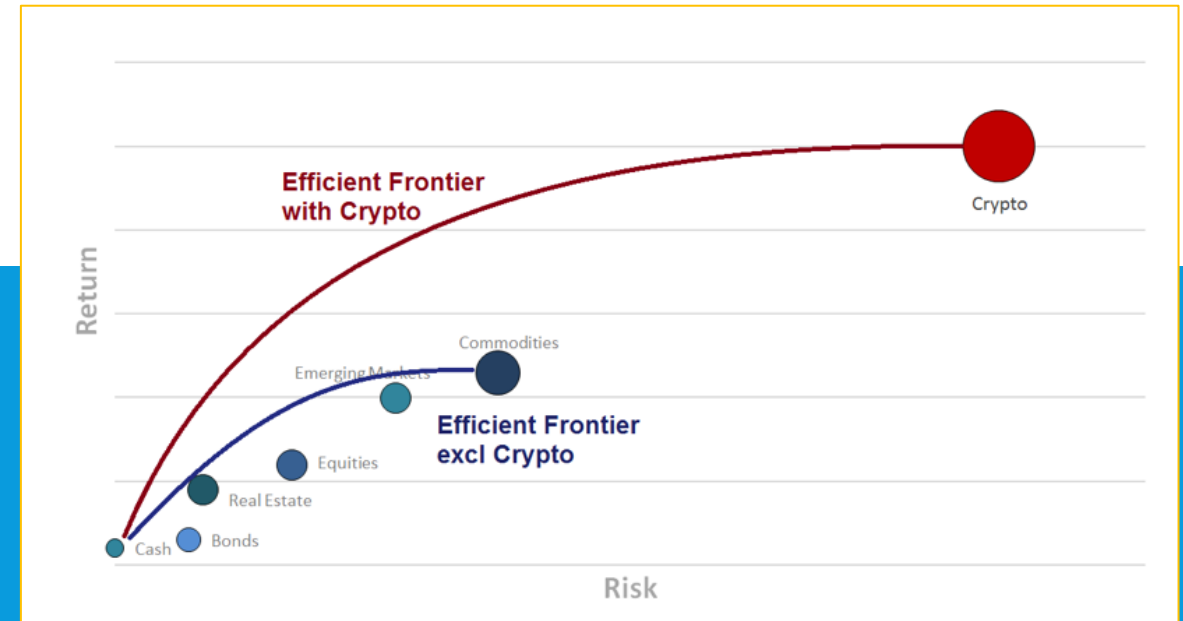 Efficient Frontier
with Crypto
Crypto
Return
Commodities
Emerging Markets
Efficient Frontier
excl Crypto
Equities
Real Estate
Bonds
Cash
Risk